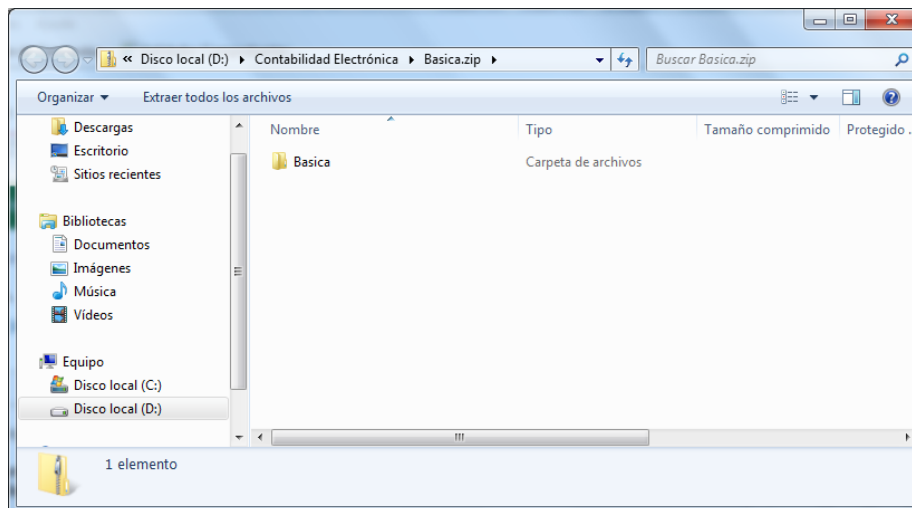 « Disco local (D:) ▸ Contabilidad Electrónica ▸ Basica.zip ▸
Buscar Basica.zip
Organizar
Extraer todos los archivos
Descargas
Escritorio
Sitios recientes
Bibliotecas
Documentos
Imágenes
Música
Vídeos
Equipo
Disco local (C:)
Disco local (D:)
Nombre Tipo Tamaño comprimido Protegido .
Basica Carpeta de archivos
1 elemento